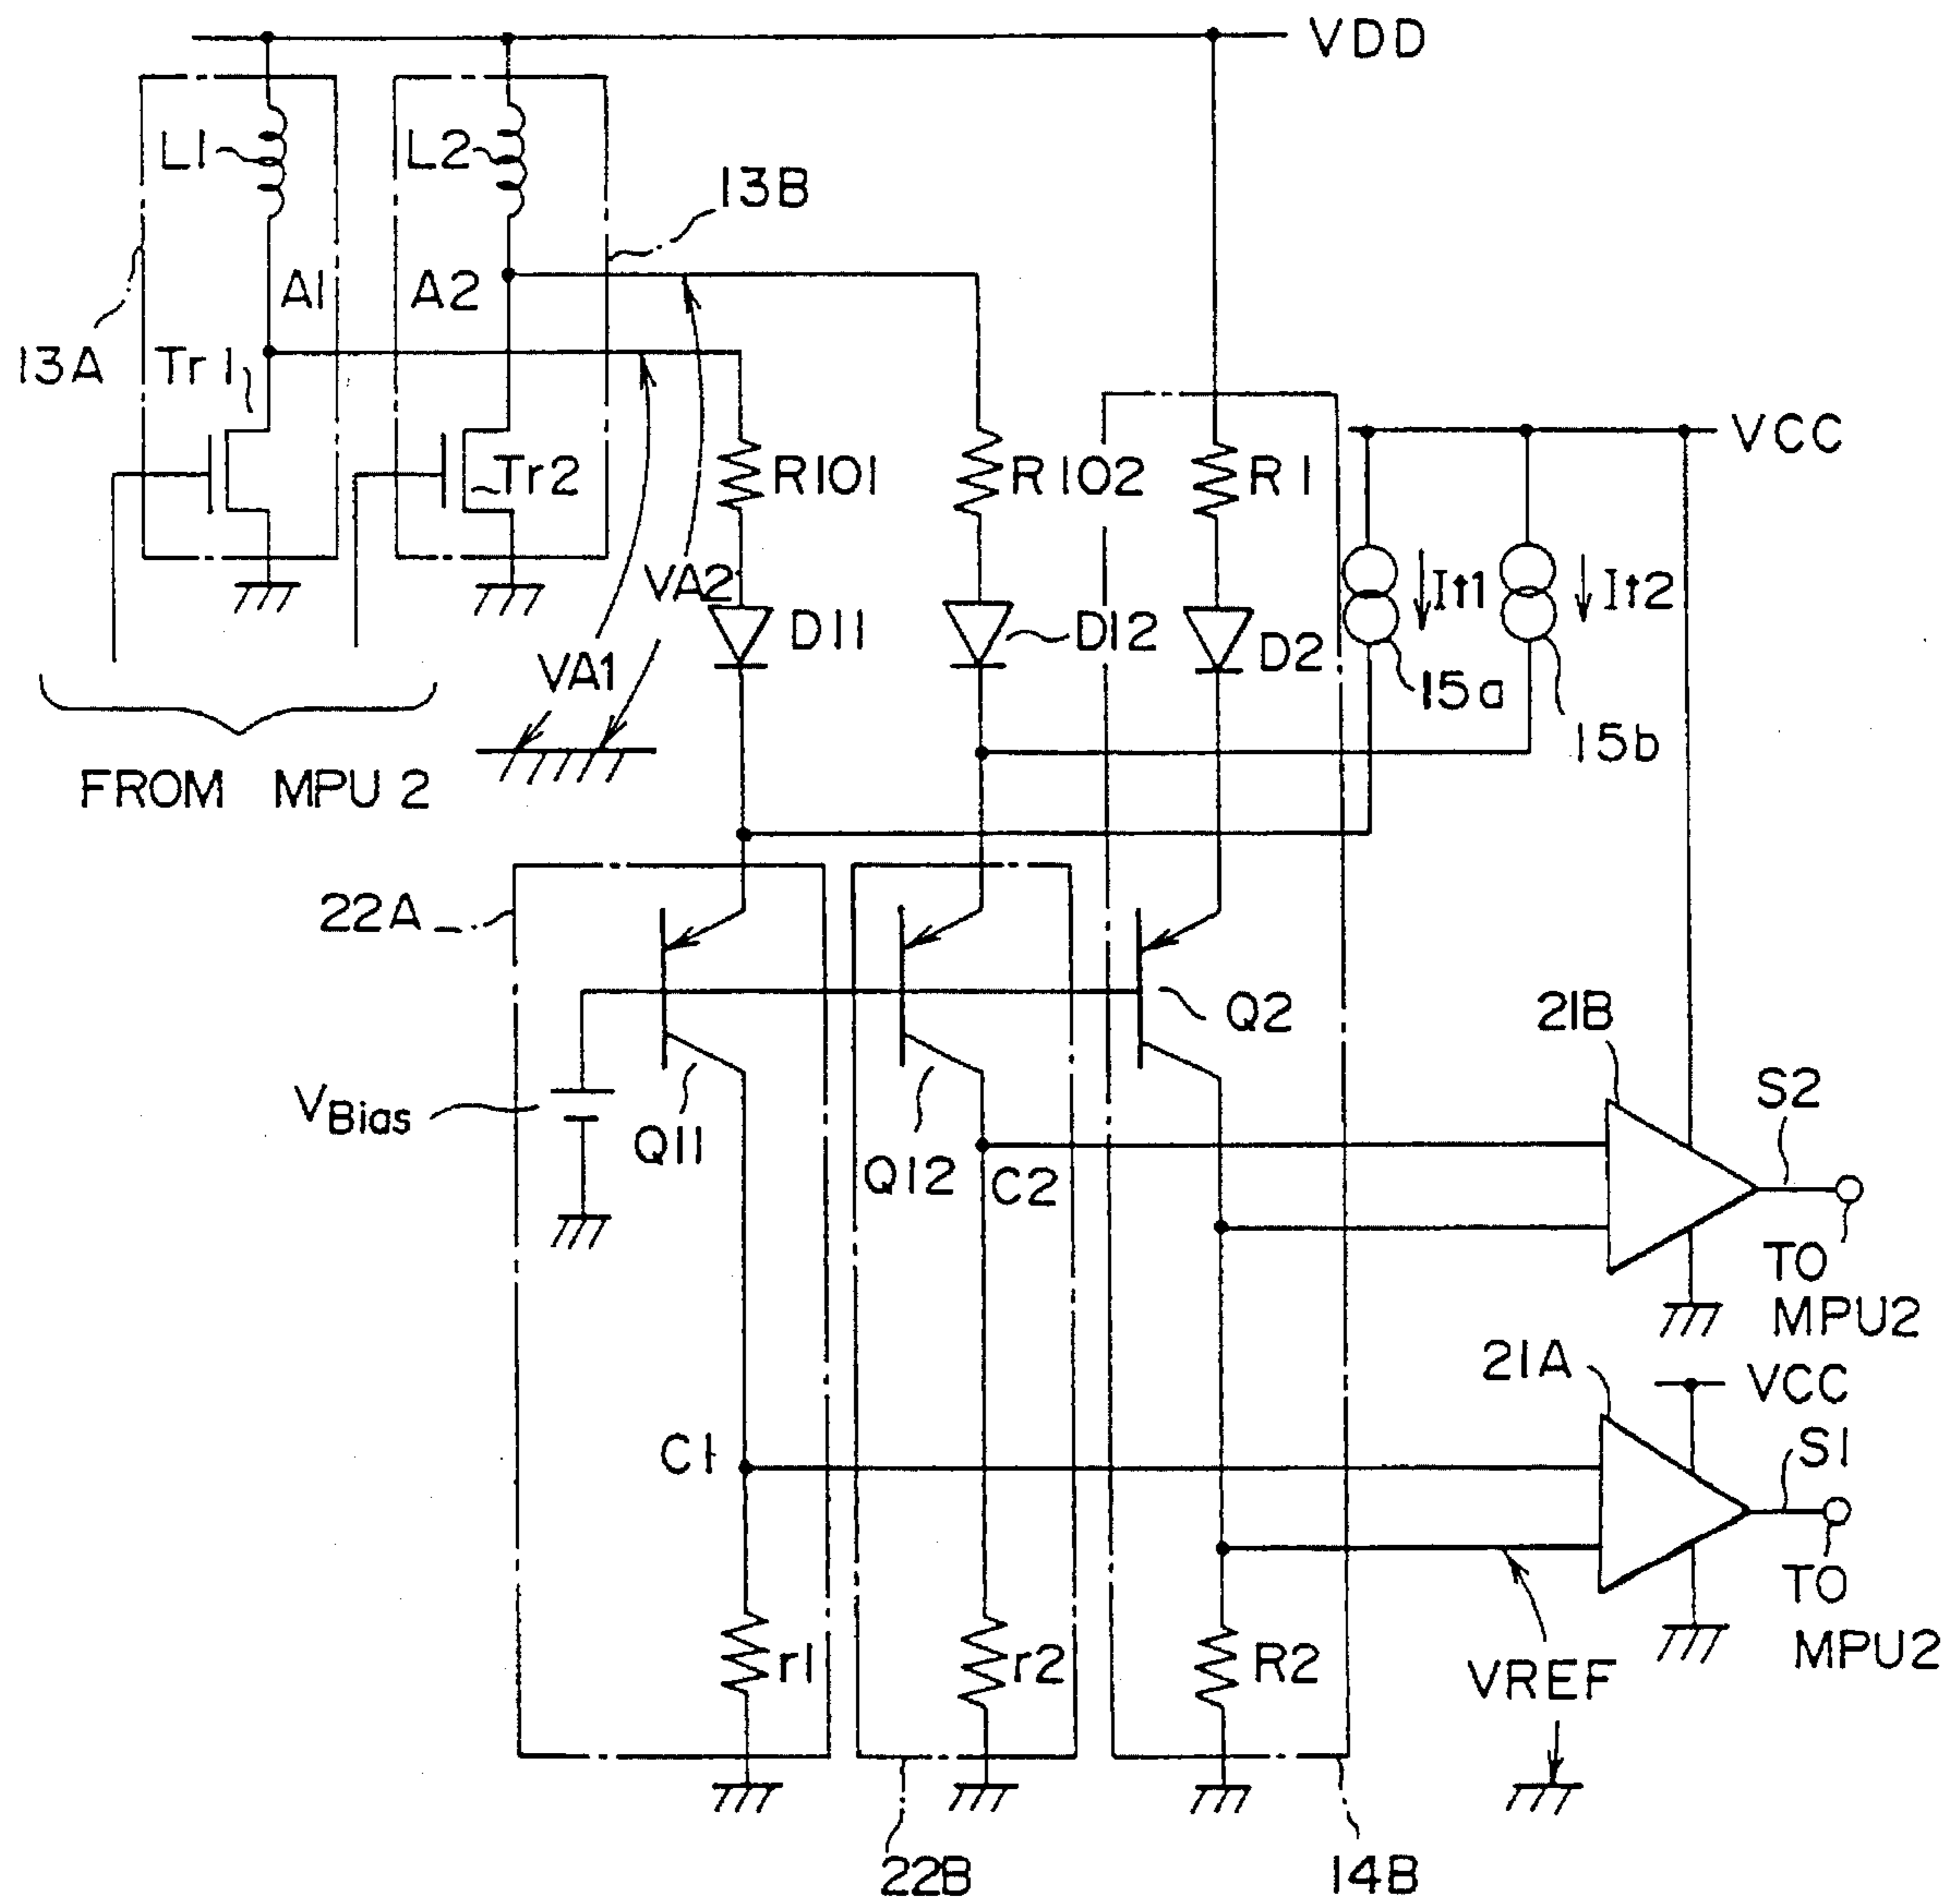 VDD
L1
L2
13B
A1
A2
13A
Tr1
VCC
Tr2
R101
R102
R1
VA2
It1
It2
D11
D12
D2
VA1
15a
15b
FROM MPU 2
22A
Q2
21B
VBias
S2
Q11
Q12
C2
TO
MPU2
21A
VCC
C1
S1
TO
MPU2
r1
r2
R2
VREF
22B
14B